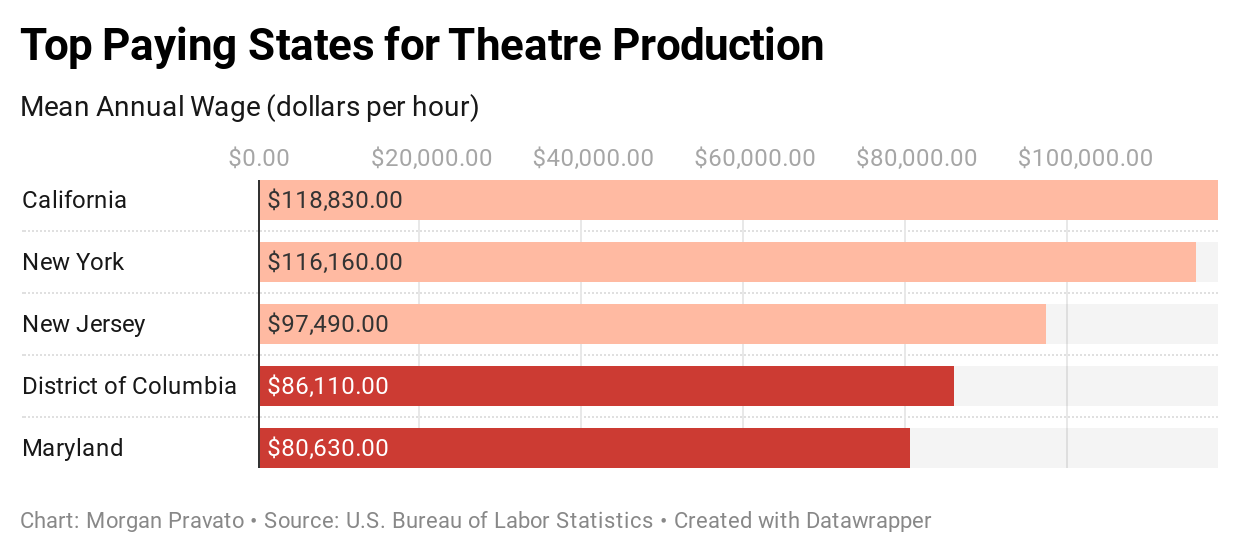 Top Paying States for Theatre Production
Mean Annual Wage (dollars per hour)
$0.00 $20,000.00 $40,000.00 $60,000.00 $80,000.00 $100,000.00
California $118,830.00
New York $116,160.00
New Jersey $97,490.00
District of Columbia $86,110.00
Maryland $80,630.00
Chart: Morgan Pravato • Source: U.S. Bureau of Labor Statistics • Created with Datawrapper